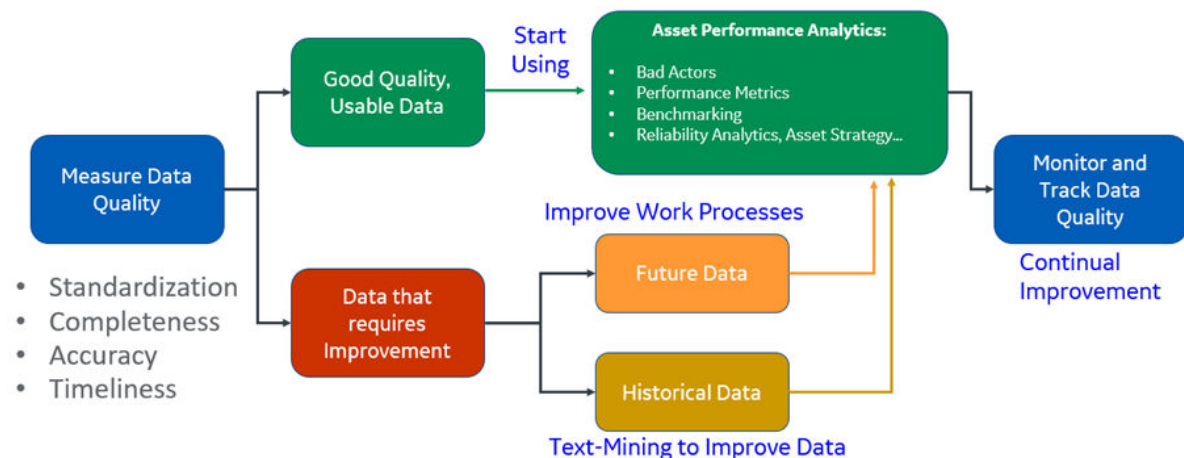 Measure Data
Quality
• Standardization
• Completeness
• Accuracy
• Timeliness
Good Quality,
Usable Data
Start
Using
Asset Performance Analytics:
• Bad Actors
• Performance Metrics
• Benchmarking
• Reliability Analytics, Asset Strategy...
Data that
requires
Improvement
Improve Work Processes
Future Data
Historical Data
Text-Mining to Improve Data
Monitor and
Track Data
Quality
Continual
Improvement